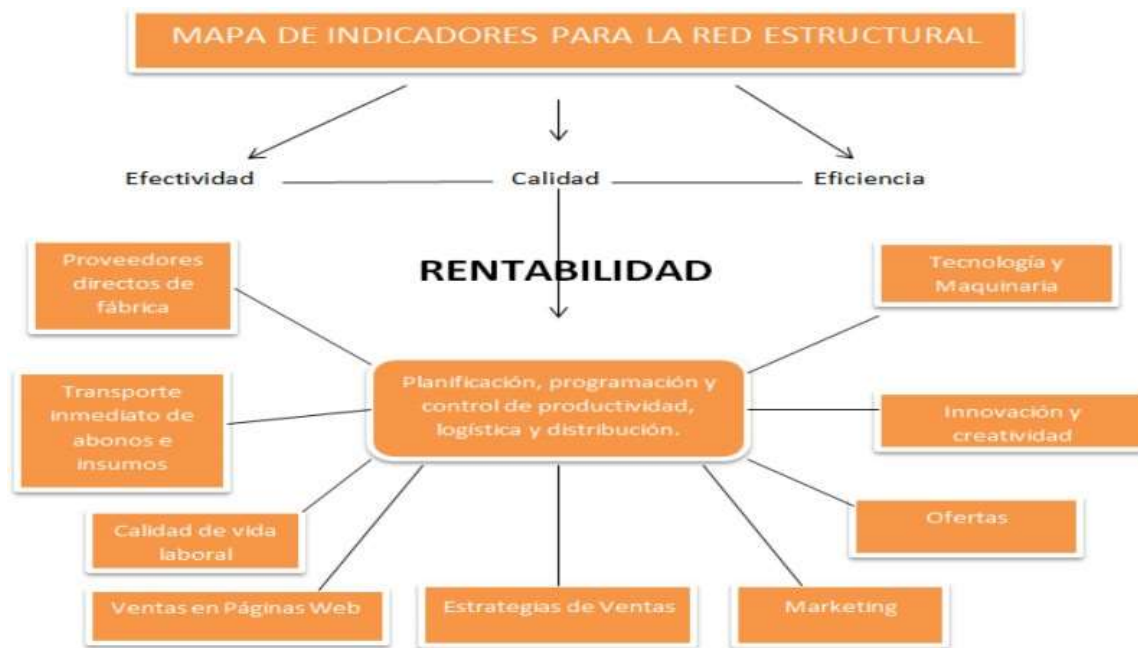 MAPA DE INDICADORES PARA LA RED ESTRUCTURAL
Efectividad
Calidad
Eficiencia
RENTABILIDAD
Proveedores
directos de
fábrica
Tecnología y
Maquinaria
Transporte
inmediato de
abonos e
insumos
Planificación, programación y
control de productividad,
logística y distribución.
Innovación y
creatividad
Calidad de vida
laboral
Ofertas
Ventas en Páginas Web
Estrategias de Ventas
Marketing